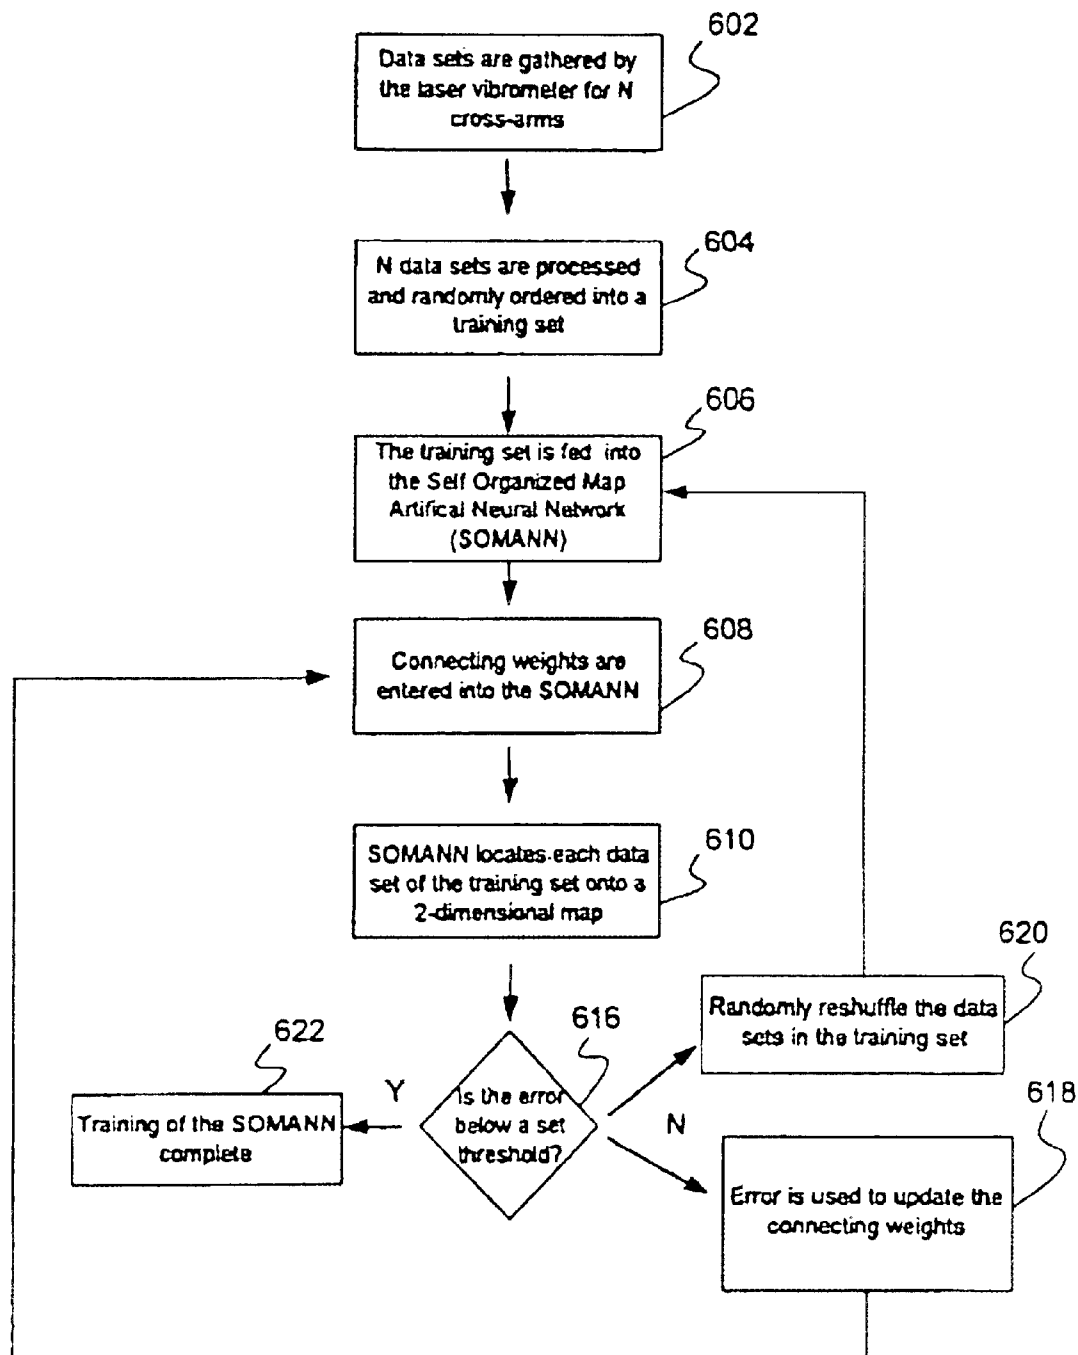 602
Data sets are gathered by
the laser vibrometer for N
cross-arms
604
N data sets are processed
and randomly ordered into a
training set
606
The training set is fed into
the Self Organized Map
Artifical Neural Network
(SOMANN)
608
Connecting weights are
entered into the SOMANN
610
SOMANN locates each data
set of the training set onto a
2-dimensional map
620
Randomly reshuffle the data
sets in the training set
616
Is the error
below a set
threshold?
622
Y
Training of the SOMANN
complete
N
618
Error is used to update the
connecting weights